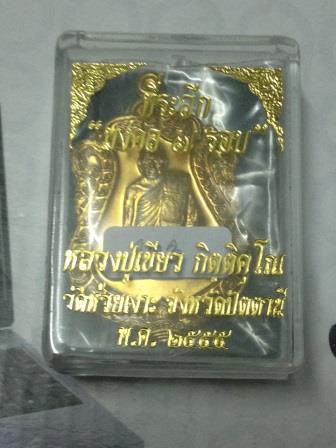 ที่ระลึก
"มงคล ๗ รอบ"
หลวงปู่เขียว กิตติคุโณ
วัดห้วยเงาะ จังหวัดปัตตานี
พ.ศ. ๒๕๕๕